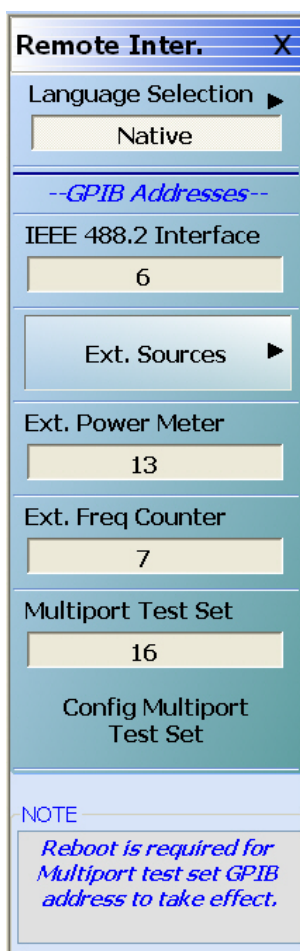 Remote Inter. X
Language Selection
Native
--GPIB Addresses--
IEEE 488.2 Interface
6
Ext. Sources
Ext. Power Meter
13
Ext. Freq Counter
7
Multiport Test Set
16
Config Multiport
Test Set
NOTE
Reboot is required for
Multiport test set GPIB
address to take effect.